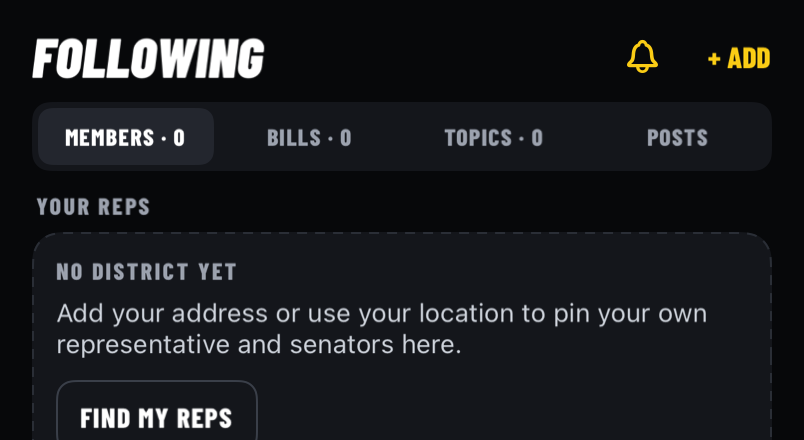 FOLLOWING
+ ADD
MEMBERS · 0
BILLS · 0
TOPICS · 0
POSTS
YOUR REPS
NO DISTRICT YET
Add your address or use your location to pin your own
representative and senators here.
FIND MY REPS